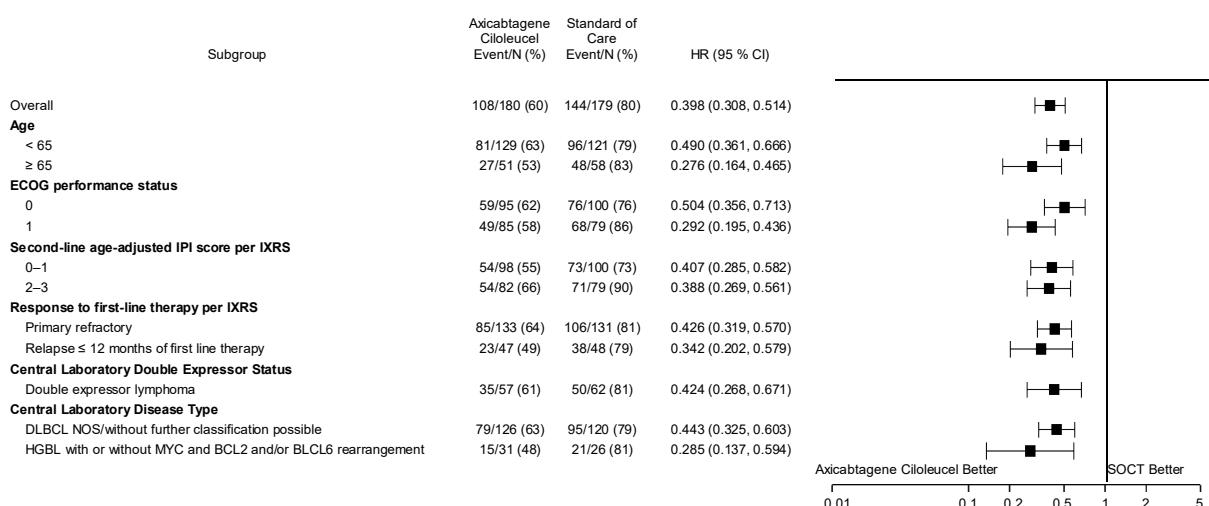 Axicabtagene Ciloleucel Event/N (%)
Standard of Care Event/N (%)
Subgroup HR (95 % CI)
Overall 108/180 (60) 144/179 (80) 0.398 (0.308, 0.514)
Age
< 65 81/129 (63) 96/121 (79) 0.490 (0.361, 0.666)
≥ 65 27/51 (53) 48/58 (83) 0.276 (0.164, 0.465)
ECOG performance status
0 59/95 (62) 76/100 (76) 0.504 (0.356, 0.713)
1 49/85 (58) 68/79 (86) 0.292 (0.195, 0.436)
Second-line age-adjusted IPI score per IXRS
0–1 54/98 (55) 73/100 (73) 0.407 (0.285, 0.582)
2–3 54/82 (66) 71/79 (90) 0.388 (0.269, 0.561)
Response to first-line therapy per IXRS
Primary refractory 85/133 (64) 106/131 (81) 0.426 (0.319, 0.570)
Relapse ≤ 12 months of first line therapy 23/47 (49) 38/48 (79) 0.342 (0.202, 0.579)
Central Laboratory Double Expressor Status
Double expressor lymphoma 35/57 (61) 50/62 (81) 0.424 (0.268, 0.671)
Central Laboratory Disease Type
DLBCL NOS/without further classification possible 79/126 (63) 95/120 (79) 0.443 (0.325, 0.603)
HGBL with or without MYC and BCL2 and/or BLCL6 rearrangement 15/31 (48) 21/26 (81) 0.285 (0.137, 0.594)
Axicabtagene Ciloleucel Better SOCT Better
0.01 0.1 0.2 0.5 1 2 5